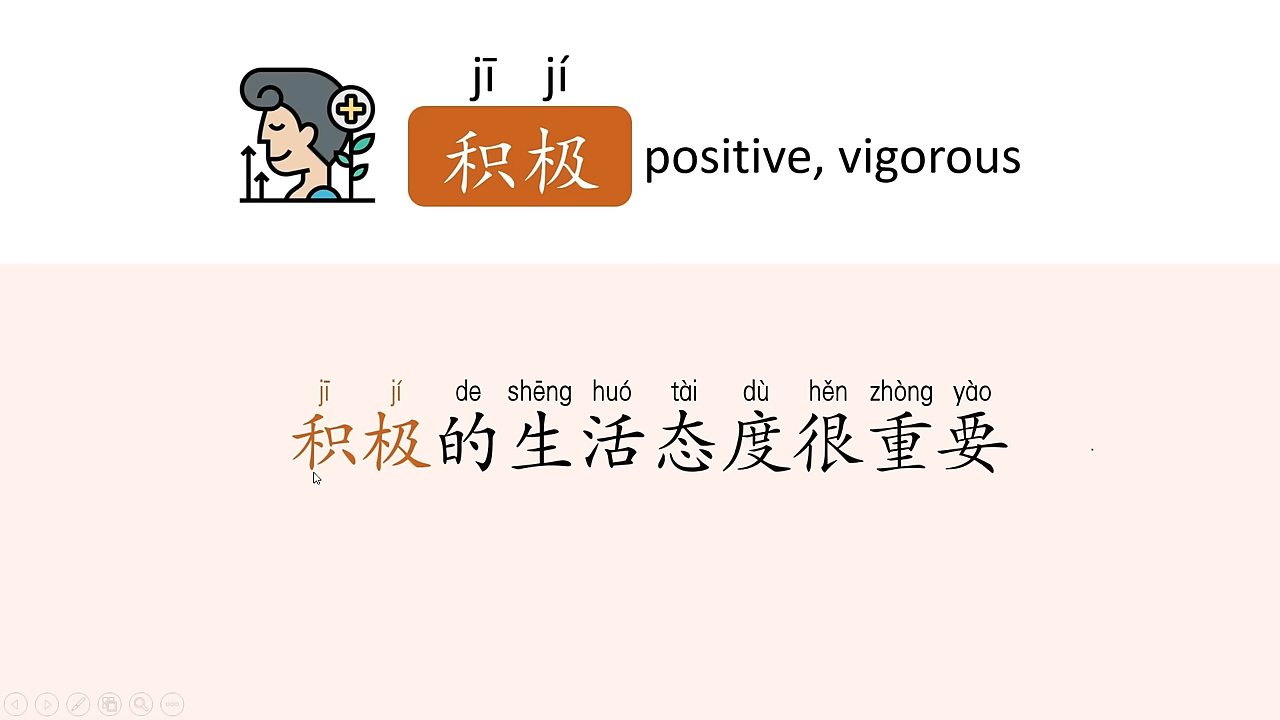 jī jí
积极 positive, vigorous
jī jí de shēng huó tài dù hěn zhòng yào
积极的生活态度很重要